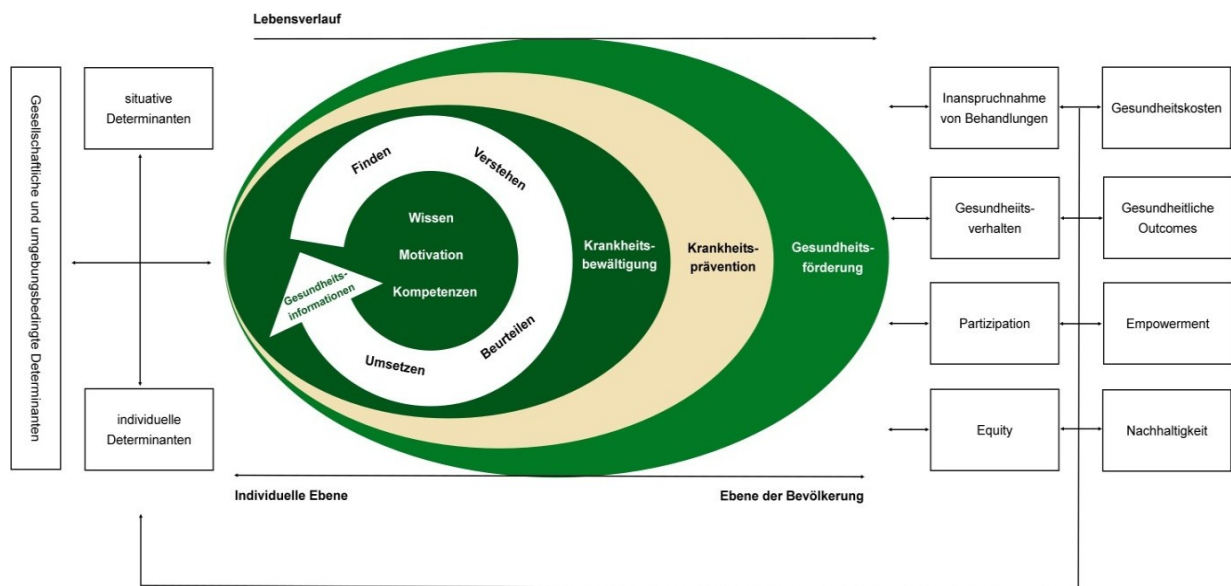 Lebensverlauf
Gesellschaftliche und umgebungsbedingte Determinanten
situative
Determinanten
individuelle
Determinanten
Finden
Verstehen
Beurteilen
Umsetzen
Gesundheits-
informationen
Wissen
Motivation
Kompetenzen
Krankheits-
bewältigung
Krankheits-
prävention
Gesundheits-
förderung
Individuelle Ebene
Ebene der Bevölkerung
Inanspruchnahme
von Behandlungen
Gesundheitskosten
Gesundheiits-
verhalten
Gesundheitliche
Outcomes
Partizipation
Empowerment
Equity
Nachhaltigkeit